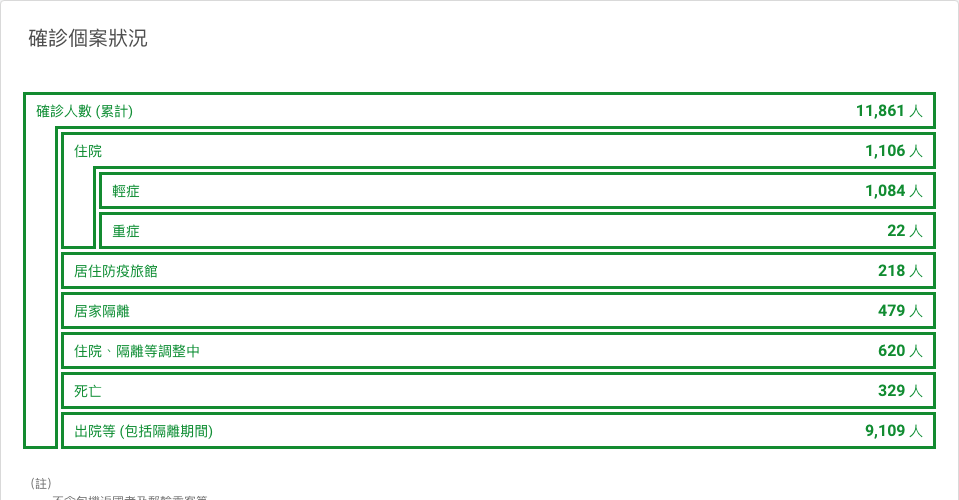 確診個案狀況
確診人數 (累計) 11,861 人
住院 1,106 人
輕症 1,084 人
重症 22 人
居住防疫旅館 218 人
居家隔離 479 人
住院、隔離等調整中 620 人
死亡 329 人
出院等 (包括隔離期間) 9,109 人
(註)